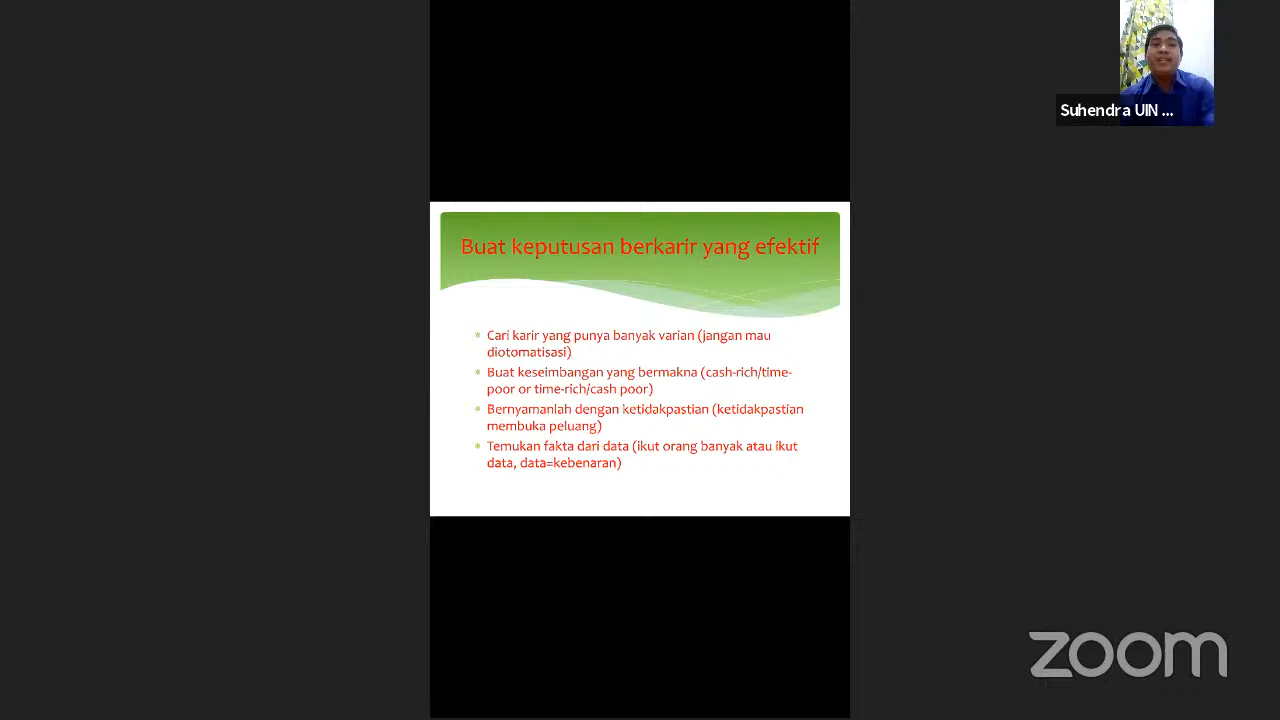 Suhendra UIN ...
Buat keputusan berkarir yang efektif
* Cari karir yang punya banyak varian (jangan mau
diotomatisasi)
* Buat keseimbangan yang bermakna (cash-rich/time-
poor or time-rich/cash poor)
* Bernyamanlah dengan ketidakpastian (ketidakpastian
membuka peluang)
* Temukan fakta dari data (ikut orang banyak atau ikut
data, data=kebenaran)
zoom